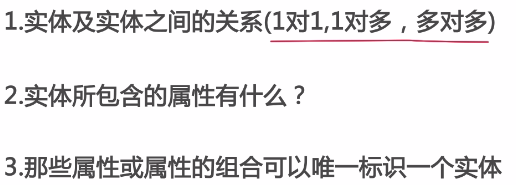 1.实体及实体之间的关系(1对1,1对多，多对多)
2.实体所包含的属性有什么？
3.那些属性或属性的组合可以唯一标识一个实体